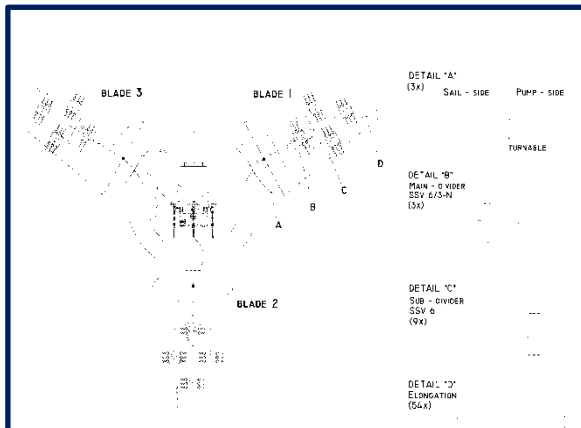 BLADE 3
BLADE 1
A
B
C
D
BLADE 2
DETAIL "A"
(3x)
SAIL - SIDE
PUMP - SIDE
TURNABLE
DETAIL "B"
MAIN - DIVIDER
SSV 6/3-N
(3x)
DETAIL "C"
SUB - DIVIDER
SSV 6
(9x)
DETAIL "D"
ELONGATION
(54x)